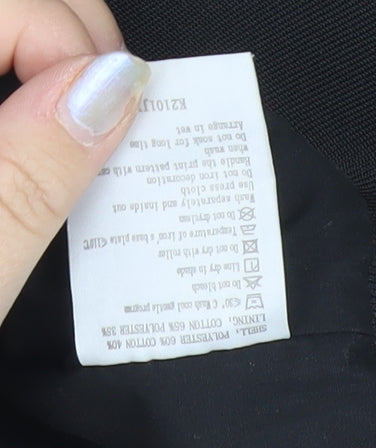 SHELL, POLYESTER 60% COTTON 40%
LINING, COTTON 65% POLYESTER 35%
≤30° C Wash cool gentle program
Do not bleach
Line dry in shade
Do not dry with rollar
Temperature of iron's base plate ≤110℃
Do not dryclean
Wash separately and inside out
Use press cloth
Do not iron decoration
Handle the print pattern with care
when wash
Do not soak for long time
Arrange in wet